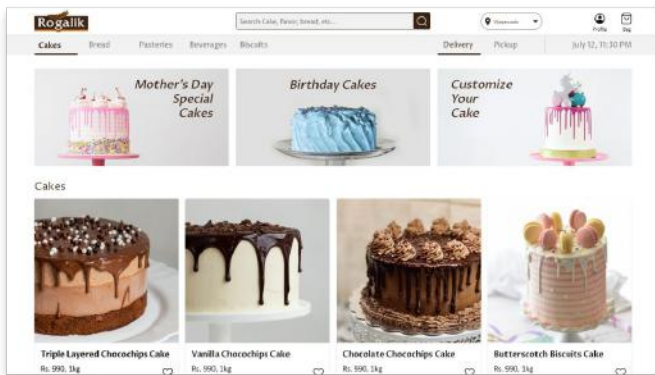 Rogalik
Search Cake, flavor, bread, etc...
Profile
Bag
Cakes
Bread
Pasteries
Beverages
Biscuits
Delivery
Pickup
July 12, 11:30 PM
Mother's Day
Special
Cakes
Birthday Cakes
Customize
Your
Cake
Cakes
Triple Layered Chocochips Cake
Rs. 990, 1kg
Vanilla Chocochips Cake
Rs. 990, 1kg
Chocolate Chocochips Cake
Rs. 990, 1kg
Butterscotch Biscuits Cake
Rs. 990, 1kg